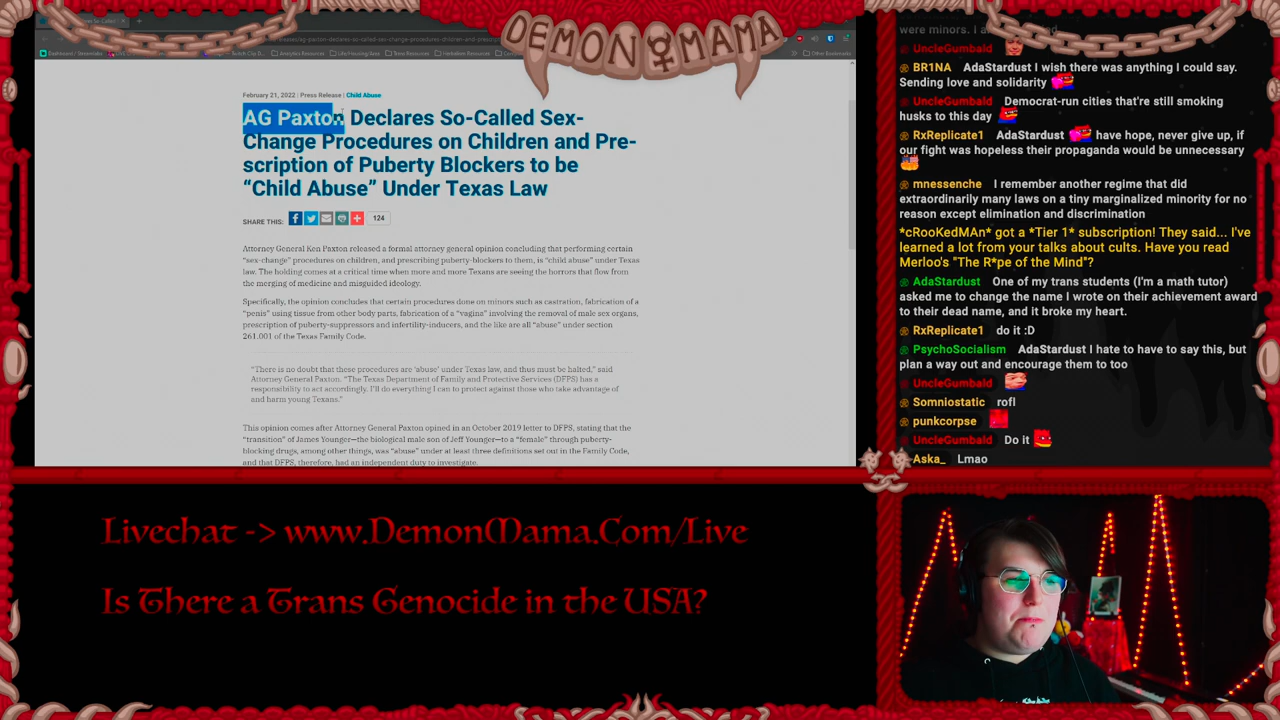 DEMON MAMA
Other Bookmarks
February 21, 2022 | Press Release | Child Abuse
AG Paxton Declares So-Called Sex-
Change Procedures on Children and Pre-
scription of Puberty Blockers to be
“Child Abuse” Under Texas Law
SHARE THIS:
124
Attorney General Ken Paxton released a formal attorney general opinion concluding that performing certain
“sex-change” procedures on children, and prescribing puberty-blockers to them, is “child abuse” under Texas
law. The holding comes at a critical time when more and more Texans are seeing the horrors that flow from
the merging of medicine and misguided ideology.
Specifically, the opinion concludes that certain procedures done on minors such as castration, fabrication of a
“penis” using tissue from other body parts, fabrication of a “vagina” involving the removal of male sex organs,
prescription of puberty-suppressors and infertility-inducers, and the like are all “abuse” under section
261.001 of the Texas Family Code.
“There is no doubt that these procedures are ‘abuse’ under Texas law, and thus must be halted,” said
Attorney General Paxton. “The Texas Department of Family and Protective Services (DFPS) has a
responsibility to act accordingly. I’ll do everything I can to protect against those who take advantage of
and harm young Texans.”
This opinion comes after Attorney General Paxton opined in an October 2019 letter to DFPS, stating that the
“transition” of James Younger—the biological male son of Jeff Younger—to a “female” through puberty-
blocking drugs, among other things, was “abuse” under at least three definitions set out in the Family Code,
and that DFPS, therefore, had an independent duty to investigate.
were minors. I
UncleGumbald
BR1NA AdaStardust I wish there was anything I could say.
Sending love and solidarity
UncleGumbald Democrat-run cities that're still smoking
husks to this day
RxReplicate1 AdaStardust have hope, never give up, if
our fight was hopeless their propaganda would be unnecessary
mnessenche I remember another regime that did
extraordinarily many laws on a tiny marginalized minority for no
reason except elimination and discrimination
*cRooKedMAn* got a *Tier 1* subscription! They said... I've
learned a lot from your talks about cults. Have you read
Merloo's "The R*pe of the Mind"?
AdaStardust One of my trans students (I'm a math tutor)
asked me to change the name I wrote on their achievement award
to their dead name, and it broke my heart.
RxReplicate1 do it :D
PsychoSocialism AdaStardust I hate to have to say this, but
plan a way out and encourage them to too
UncleGumbald
Somniostatic rofl
punkcorpse
UncleGumbald Do it
Aska_ Lmao
Livechat -> www.DemonMama.Com/Live
Is There a Trans Genocide in the USA?